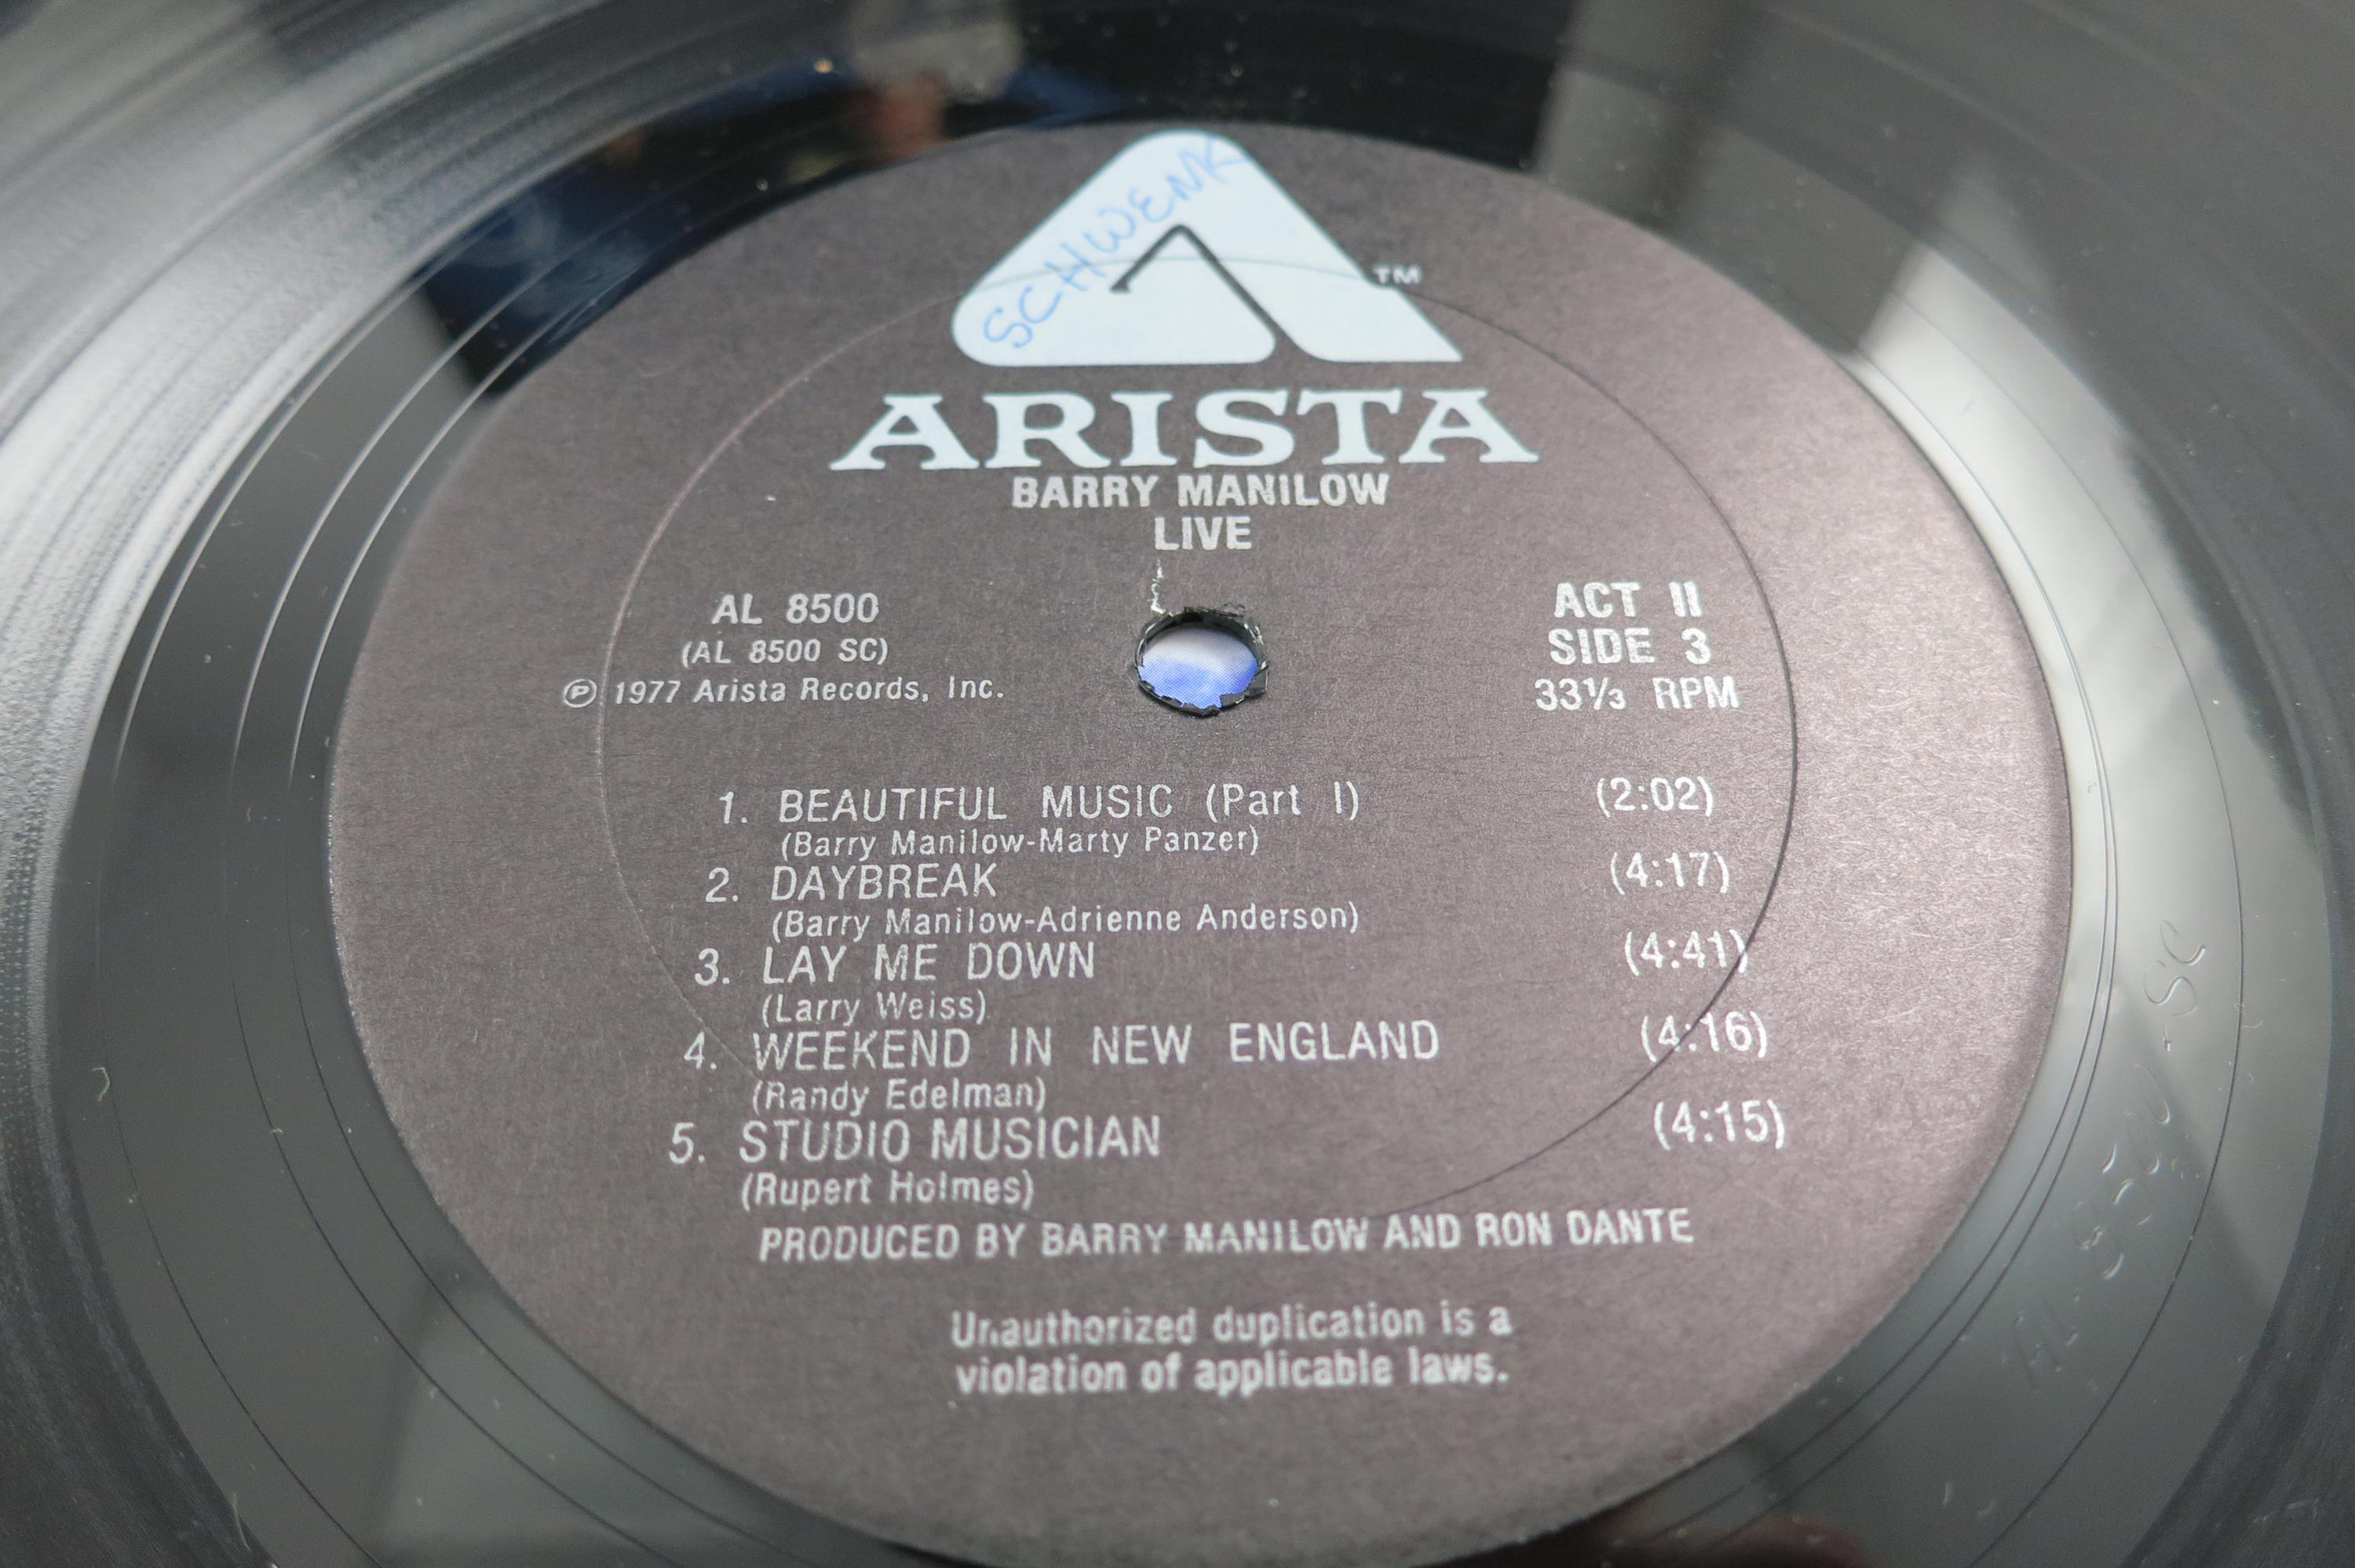 SCHWENK
TM
ARISTA
BARRY MANILOW
LIVE
AL 8500
(AL 8500 SC)
℗ 1977 Arista Records, Inc.
ACT II
SIDE 3
33⅓ RPM
1. BEAUTIFUL MUSIC (Part I) (2:02)
(Barry Manilow-Marty Panzer)
2. DAYBREAK (4:17)
(Barry Manilow-Adrienne Anderson)
3. LAY ME DOWN (4:41)
(Larry Weiss)
4. WEEKEND IN NEW ENGLAND (4:16)
(Randy Edelman)
5. STUDIO MUSICIAN (4:15)
(Rupert Holmes)
PRODUCED BY BARRY MANILOW AND RON DANTE
Unauthorized duplication is a
violation of applicable laws.
AL 8500-SC